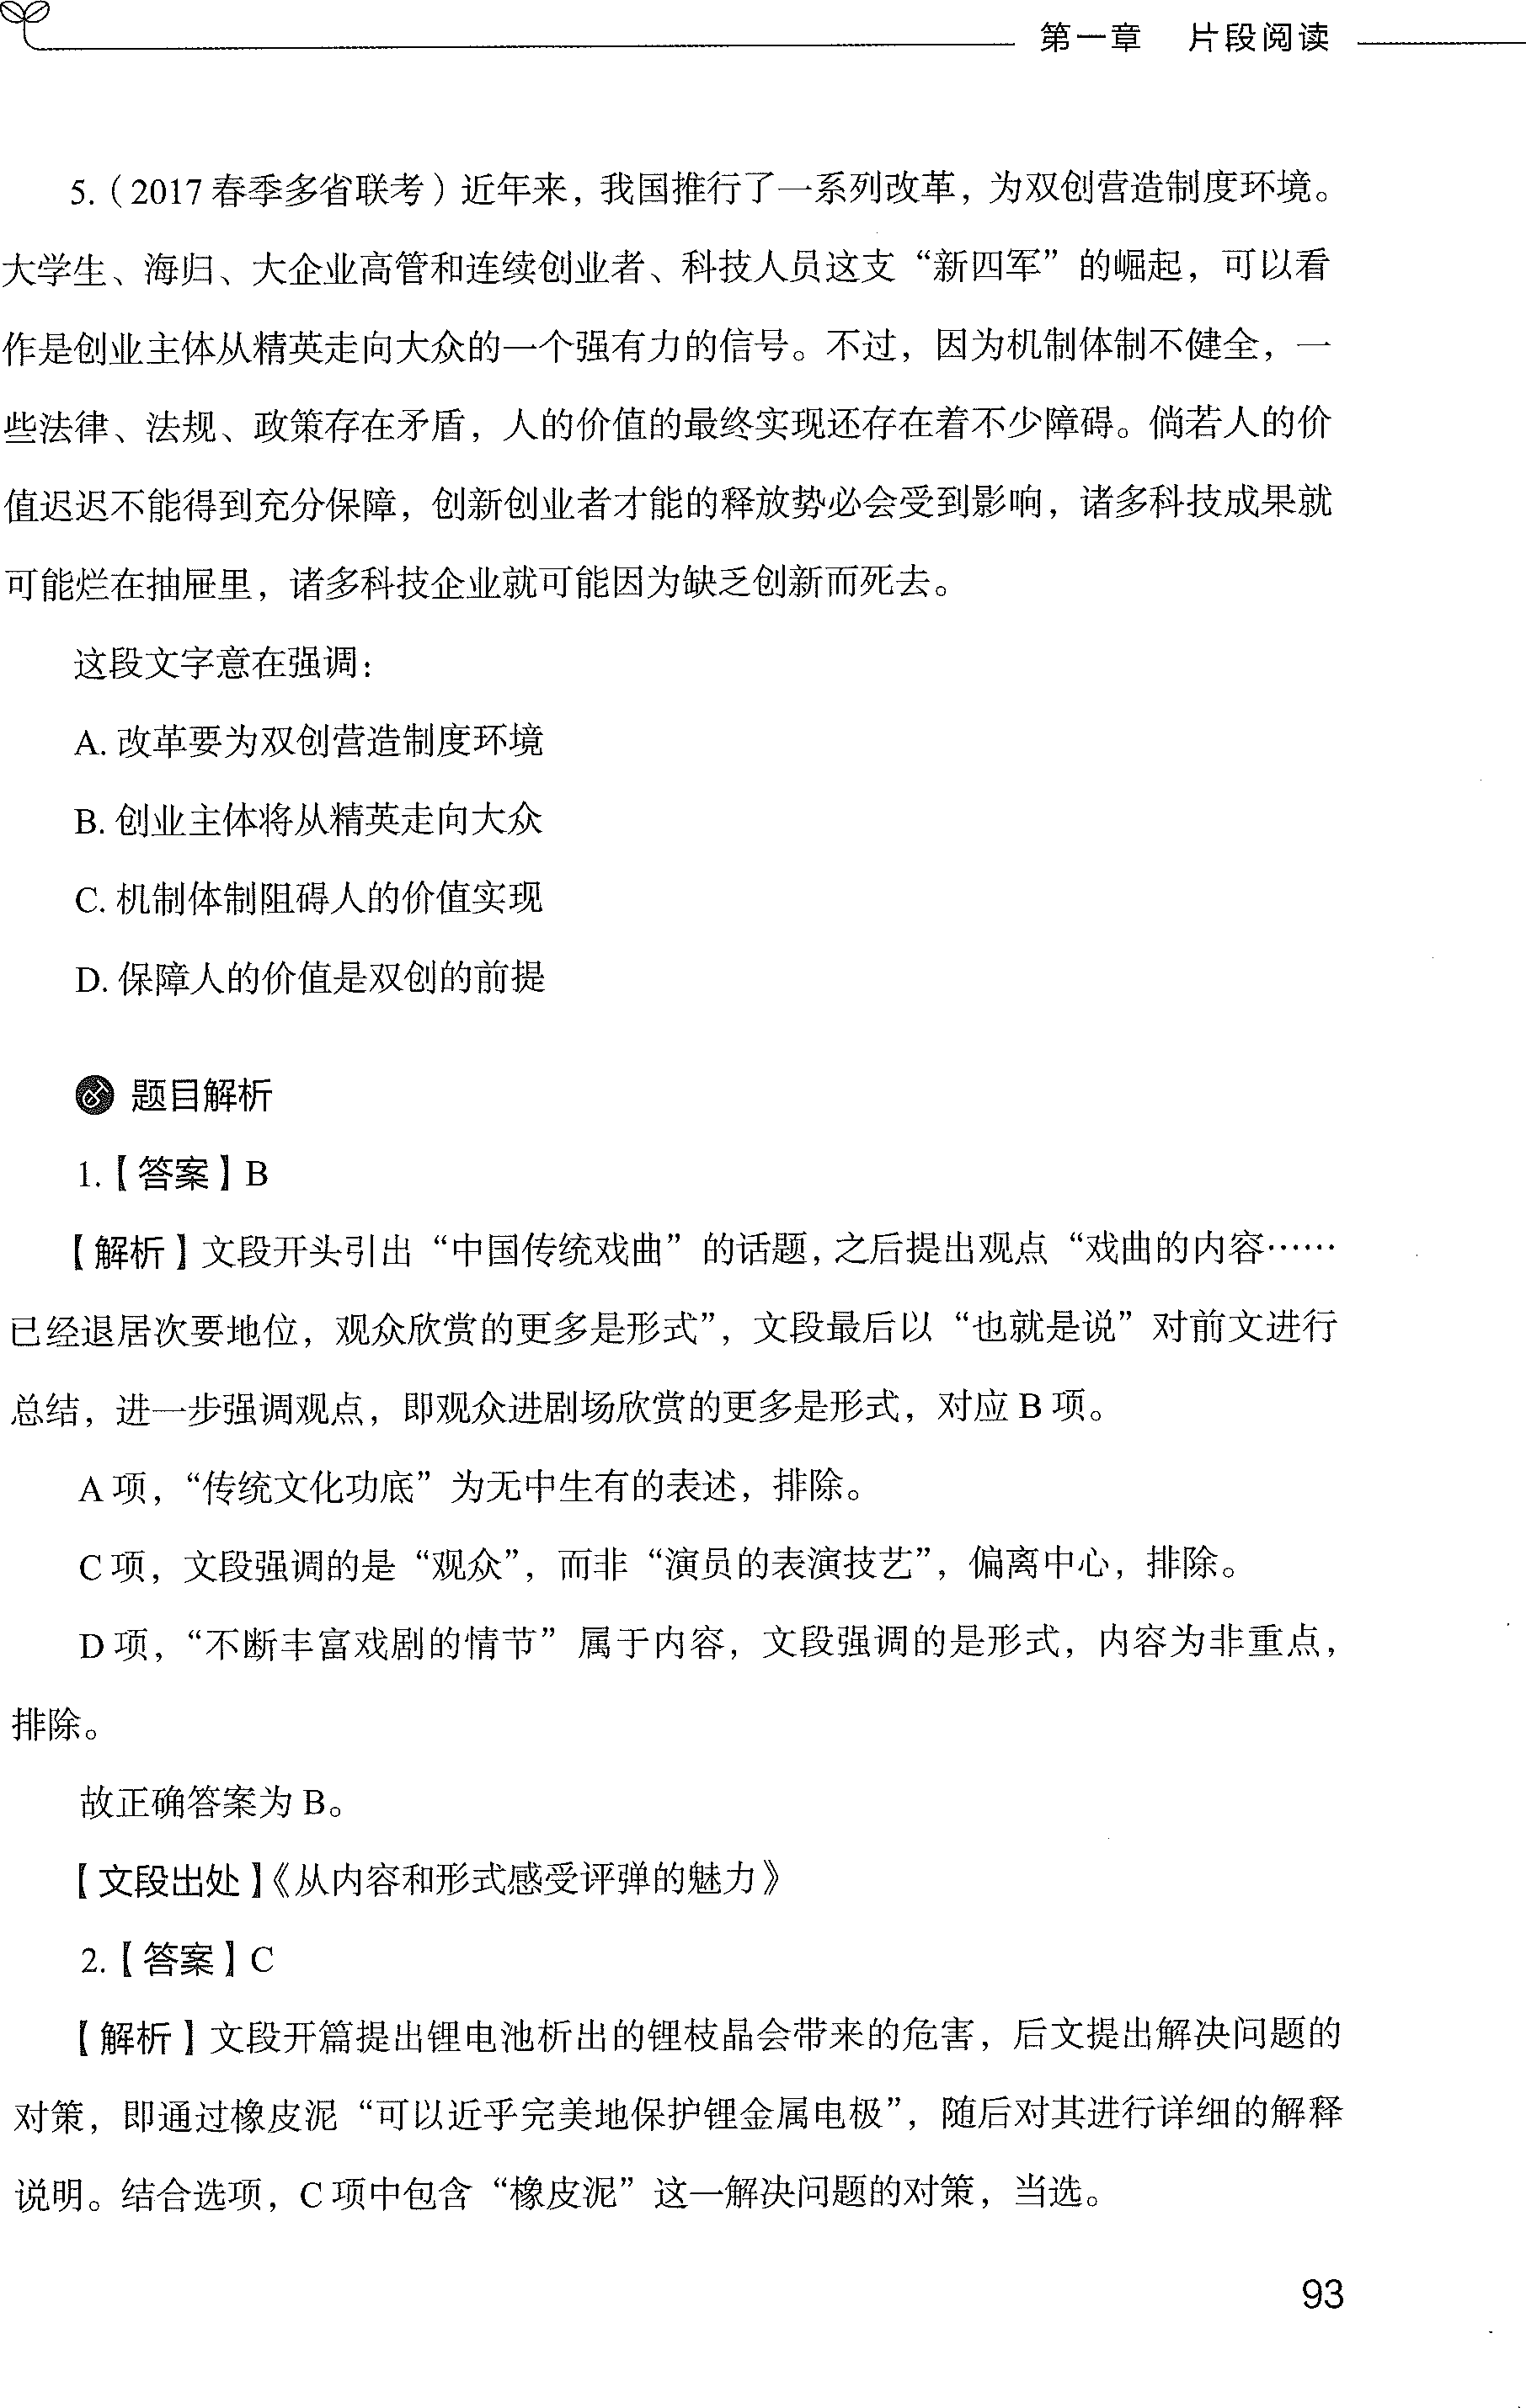 第一章 片段阅读
5.（2017 春季多省联考）近年来，我国推行了一系列改革，为双创营造制度环境。
大学生、海归、大企业高管和连续创业者、科技人员这支“新四军”的崛起，可以看
作是创业主体从精英走向大众的一个强有力的信号。不过，因为机制体制不健全，一
些法律、法规、政策存在矛盾，人的价值的最终实现还存在着不少障碍。倘若人的价
值迟迟不能得到充分保障，创新创业者才能的释放势必会受到影响，诸多科技成果就
可能烂在抽屉里，诸多科技企业就可能因为缺乏创新而死去。
这段文字意在强调：
A. 改革要为双创营造制度环境
B. 创业主体将从精英走向大众
C. 机制体制阻碍人的价值实现
D. 保障人的价值是双创的前提
题目解析
1.【答案】B
【解析】文段开头引出“中国传统戏曲”的话题，之后提出观点“戏曲的内容……
已经退居次要地位，观众欣赏的更多是形式”，文段最后以“也就是说”对前文进行
总结，进一步强调观点，即观众进剧场欣赏的更多是形式，对应 B 项。
A 项，“传统文化功底”为无中生有的表述，排除。
C 项，文段强调的是“观众”，而非“演员的表演技艺”，偏离中心，排除。
D 项，“不断丰富戏剧的情节”属于内容，文段强调的是形式，内容为非重点，
排除。
故正确答案为 B。
【文段出处】《从内容和形式感受评弹的魅力》
2.【答案】C
【解析】文段开篇提出锂电池析出的锂枝晶会带来的危害，后文提出解决问题的
对策，即通过橡皮泥“可以近乎完美地保护锂金属电极”，随后对其进行详细的解释
说明。结合选项，C 项中包含“橡皮泥”这一解决问题的对策，当选。
93